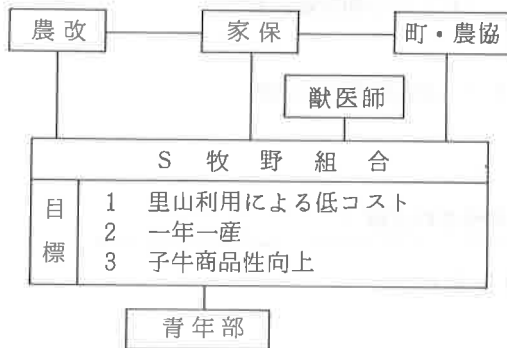 農改
家保
町・農協
獣医師
S牧野組合
目標
1 里山利用による低コスト
2 一年一産
3 子牛商品性向上
青年部